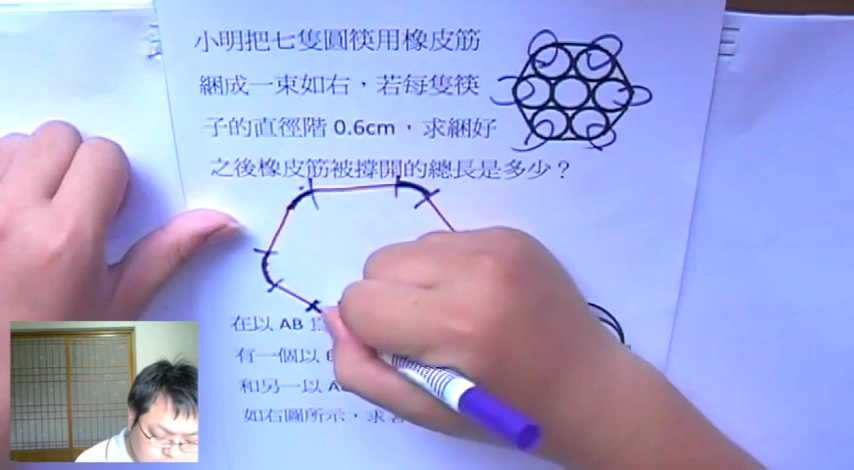 小明把七隻圓筷用橡皮筋
綑成一束如右，若每隻筷
子的直徑階 0.6cm，求綑好
之後橡皮筋被撐開的總長是多少？
在以 AB
有一個以
和另一以
如右圖所示，求